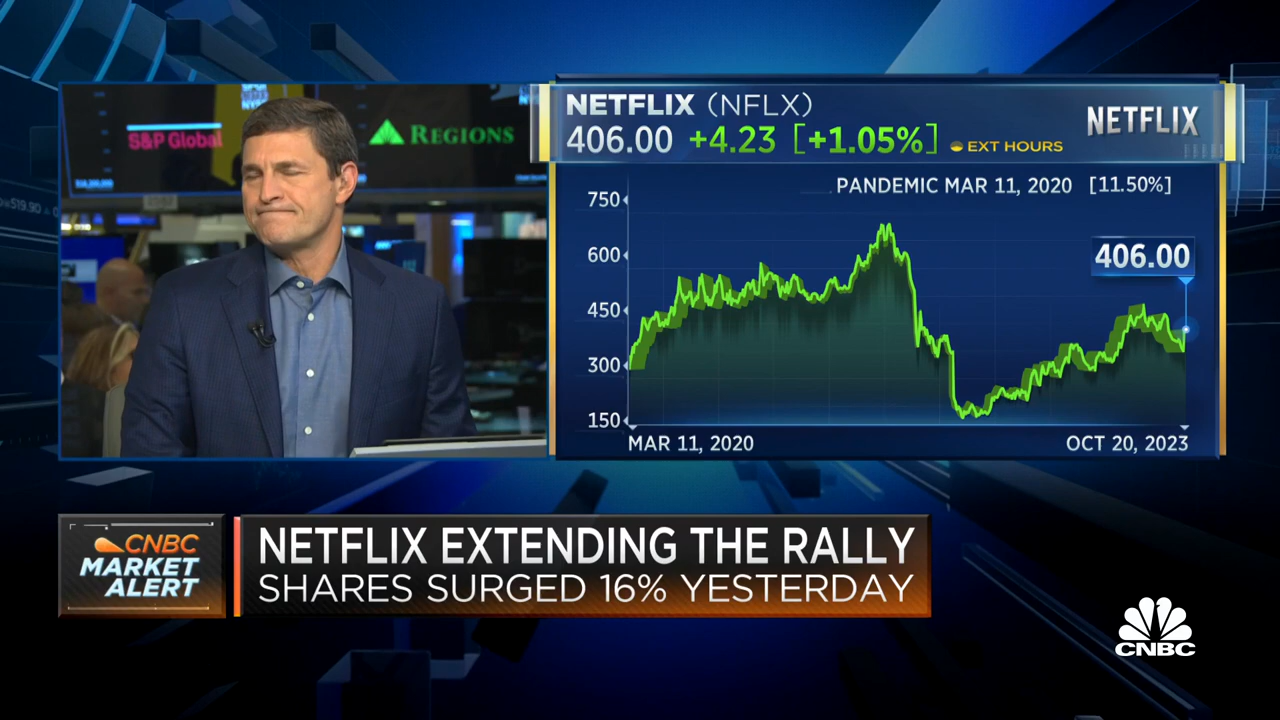 S&P Global
REGIONS
NETFLIX (NFLX)
406.00 +4.23 [+1.05%] EXT HOURS
NETFLIX
PANDEMIC MAR 11, 2020 [11.50%]
750
600
450
300
150
406.00
MAR 11, 2020
OCT 20, 2023
CNBC
MARKET
ALERT
NETFLIX EXTENDING THE RALLY
SHARES SURGED 16% YESTERDAY
CNBC